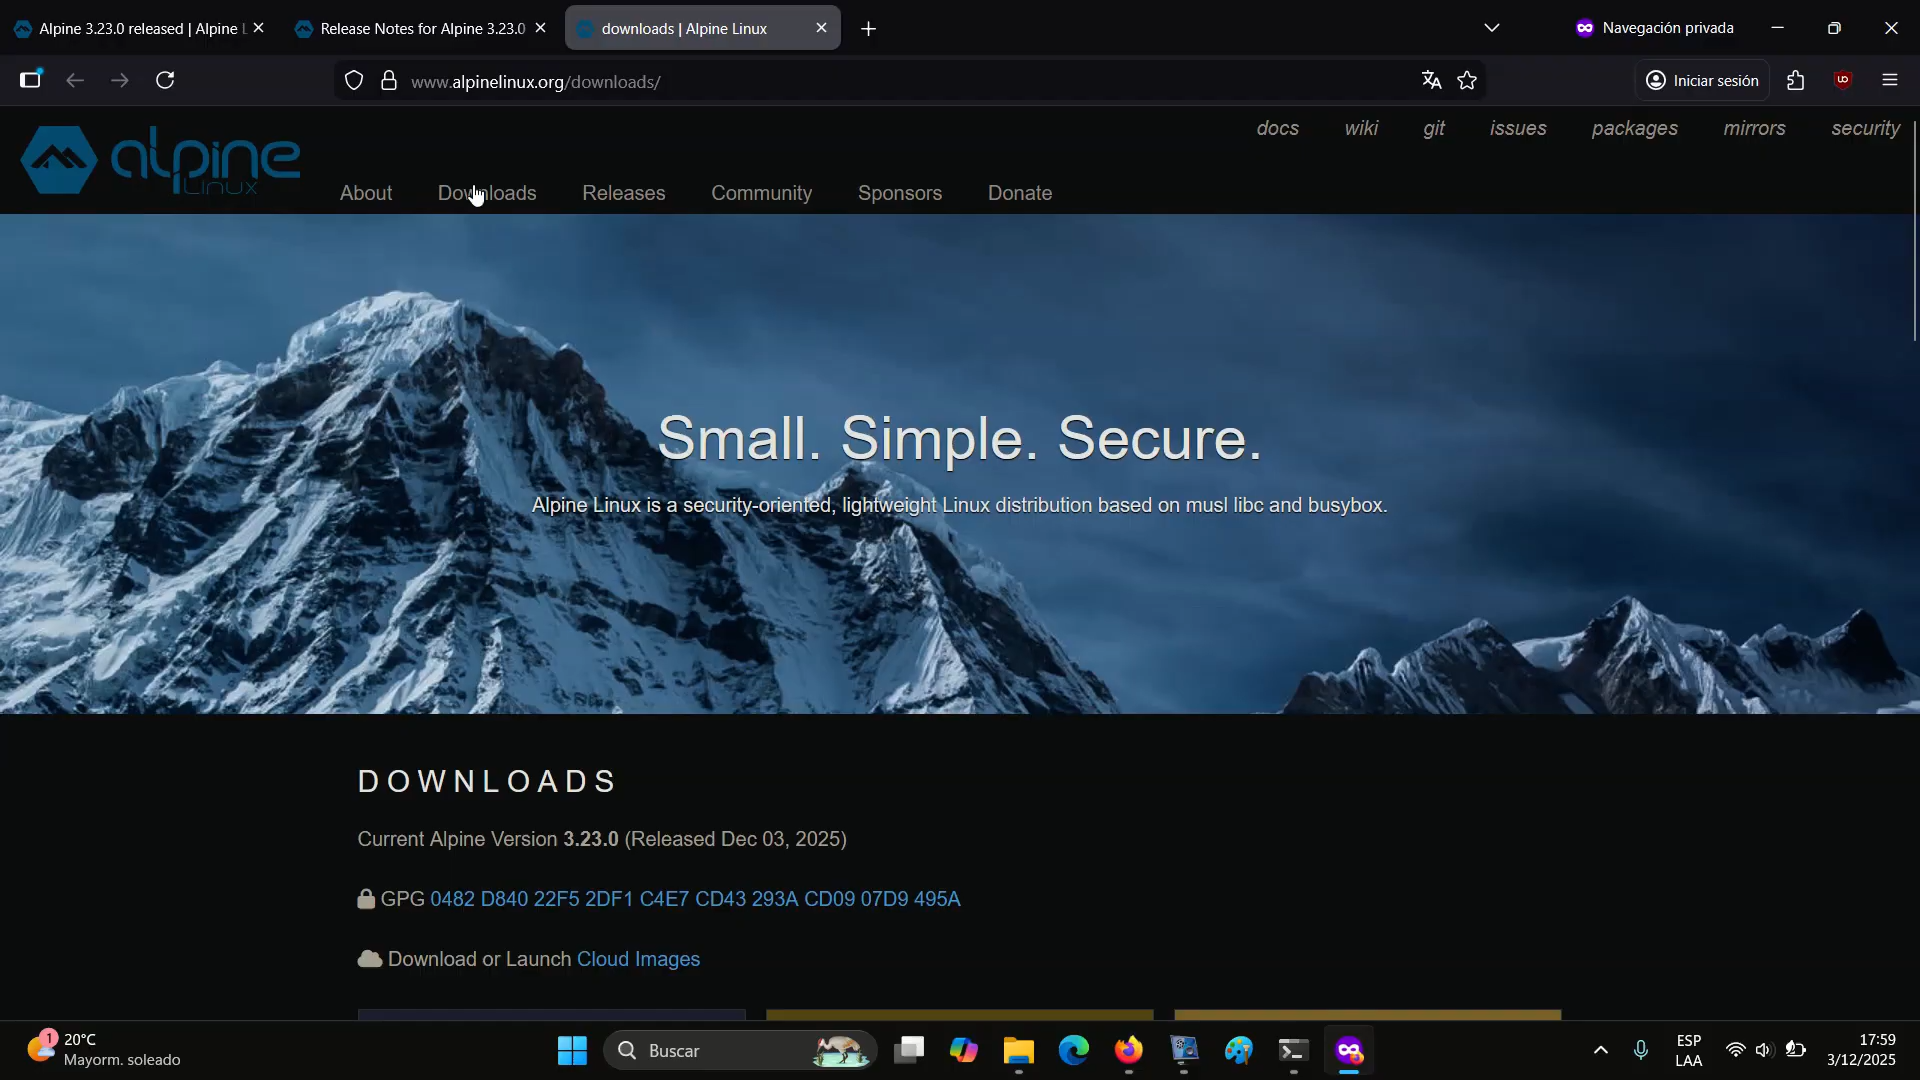 Alpine 3.23.0 released | Alpine L
Release Notes for Alpine 3.23.0
downloads | Alpine Linux
Navegación privada
www.alpinelinux.org/downloads/
Iniciar sesión
docs wiki git issues packages mirrors security
alpine
Linux
About Downloads Releases Community Sponsors Donate
Small. Simple. Secure.
Alpine Linux is a security-oriented, lightweight Linux distribution based on musl libc and busybox.
DOWNLOADS
Current Alpine Version 3.23.0 (Released Dec 03, 2025)
GPG 0482 D840 22F5 2DF1 C4E7 CD43 293A CD09 07D9 495A
Download or Launch Cloud Images
1
20°C
Mayorm. soleado
Buscar
ESP
LAA
17:59
3/12/2025